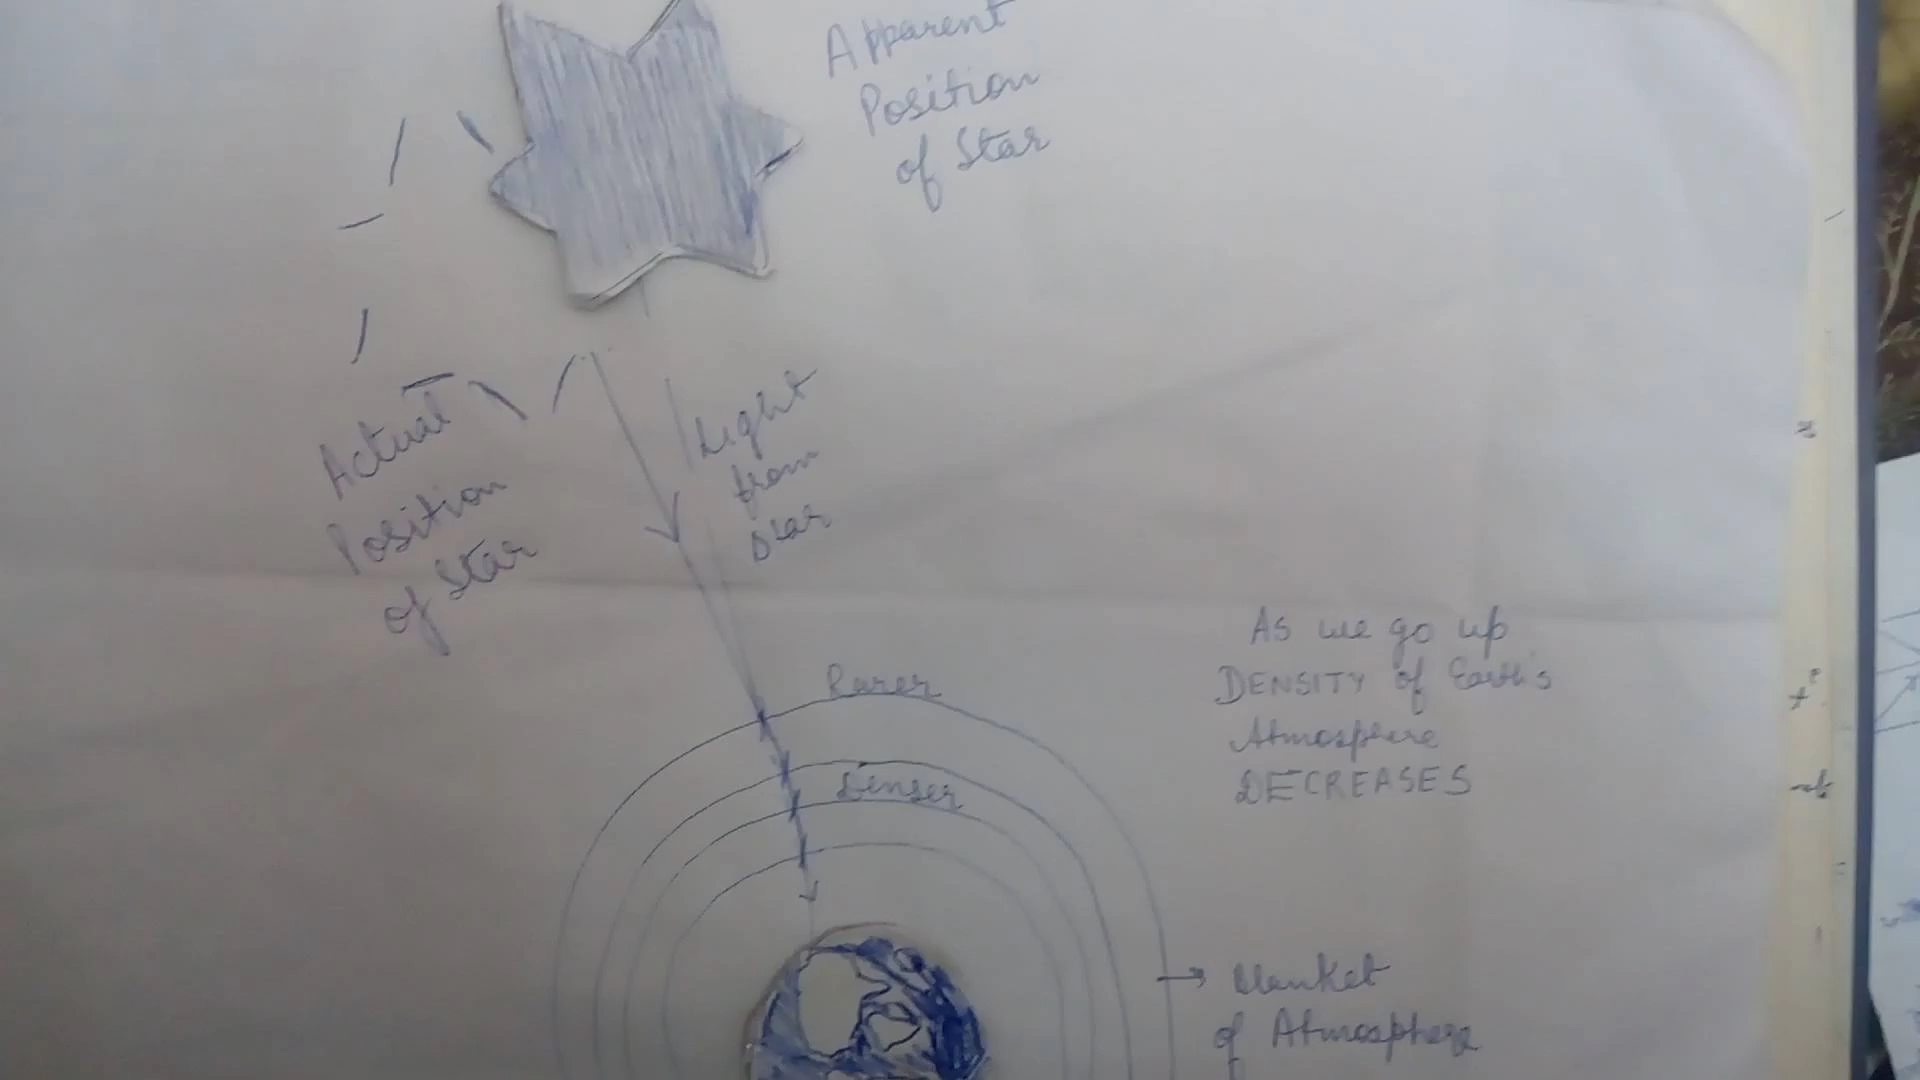 Apparent
Position
of Star
Actual
Position
of Star
Light
from
star
Rarer
Denser
As we go up
DENSITY of Earth's
Atmosphere
DECREASES
blanket
of Atmosphere